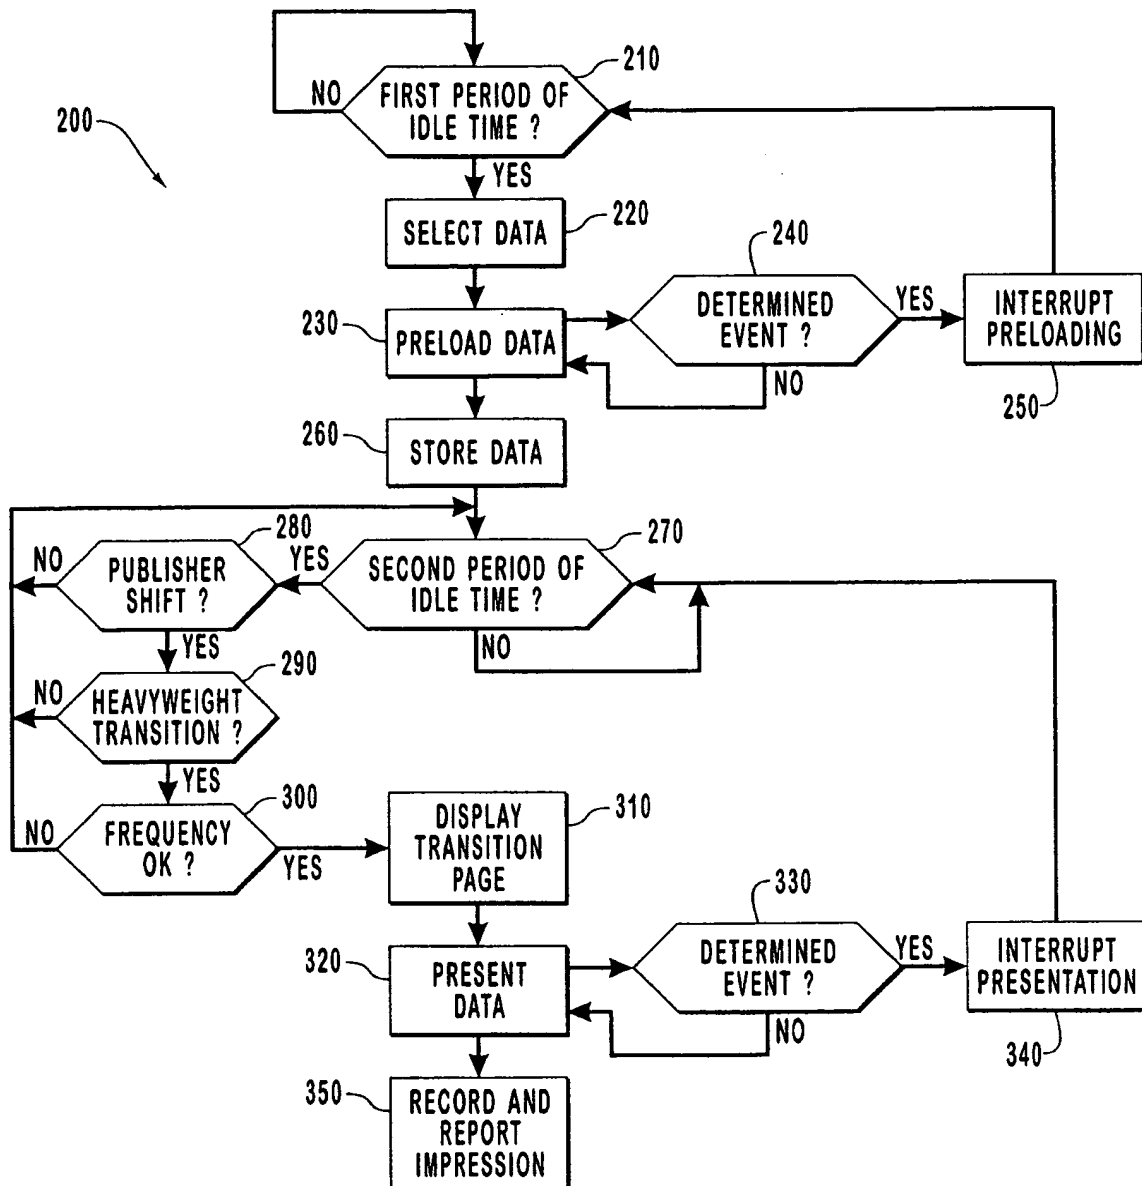 210
NO
FIRST PERIOD OF
IDLE TIME ?
200
YES
SELECT DATA
220
240
230
PRELOAD DATA
DETERMINED
EVENT ?
YES
INTERRUPT
PRELOADING
NO
250
260
STORE DATA
280
270
NO
PUBLISHER
SHIFT ?
YES
SECOND PERIOD OF
IDLE TIME ?
YES
NO
290
NO
HEAVYWEIGHT
TRANSITION ?
YES
300
310
NO
FREQUENCY
OK ?
YES
DISPLAY
TRANSITION
PAGE
330
320
PRESENT
DATA
DETERMINED
EVENT ?
YES
INTERRUPT
PRESENTATION
NO
340
350
RECORD AND
REPORT
IMPRESSION